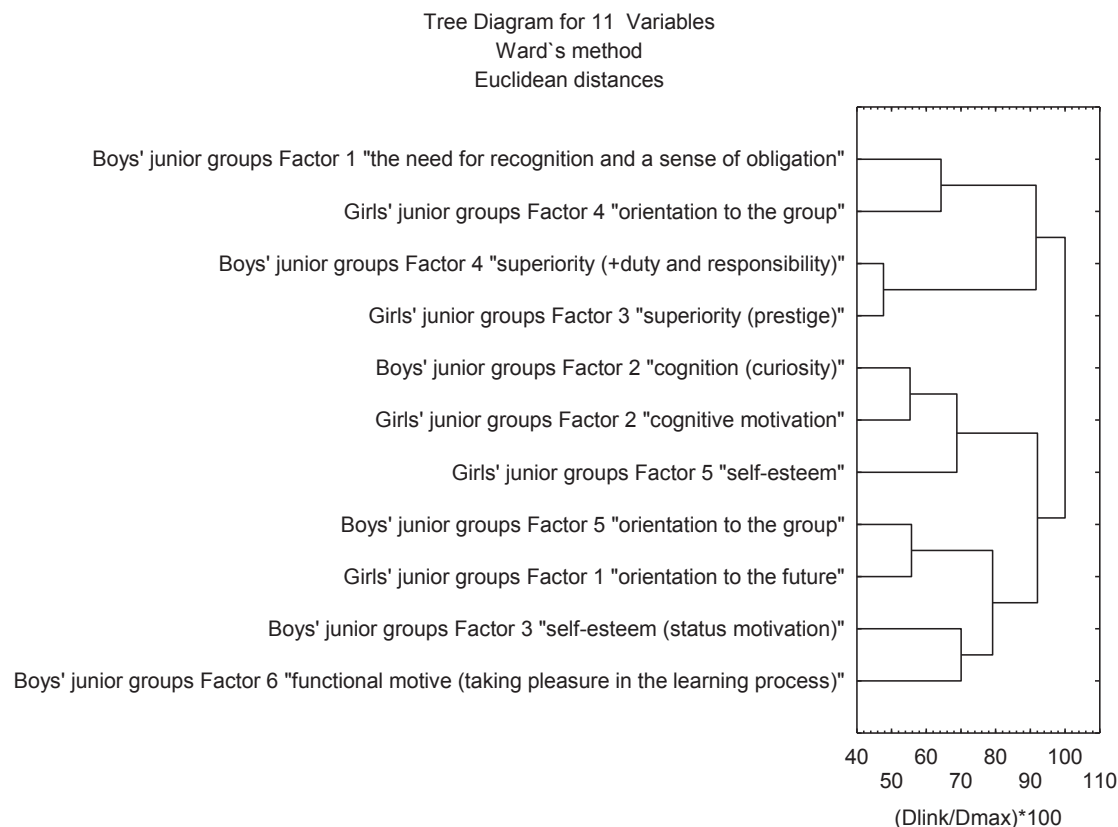 Tree Diagram for 11  Variables
Ward`s method
Euclidean distances
Boys' junior groups Factor 1 "the need for recognition and a sense of obligation"
Girls' junior groups Factor 4 "orientation to the group"
Boys' junior groups Factor 4 "superiority (+duty and responsibility)"
Girls' junior groups Factor 3 "superiority (prestige)"
Boys' junior groups Factor 2 "cognition (curiosity)"
Girls' junior groups Factor 2 "cognitive motivation"
Girls' junior groups Factor 5 "self-esteem"
Boys' junior groups Factor 5 "orientation to the group"
Girls' junior groups Factor 1 "orientation to the future"
Boys' junior groups Factor 3 "self-esteem (status motivation)"
Boys' junior groups Factor 6 "functional motive (taking pleasure in the learning process)"
40 60 80 100
50 70 90 110
(Dlink/Dmax)*100